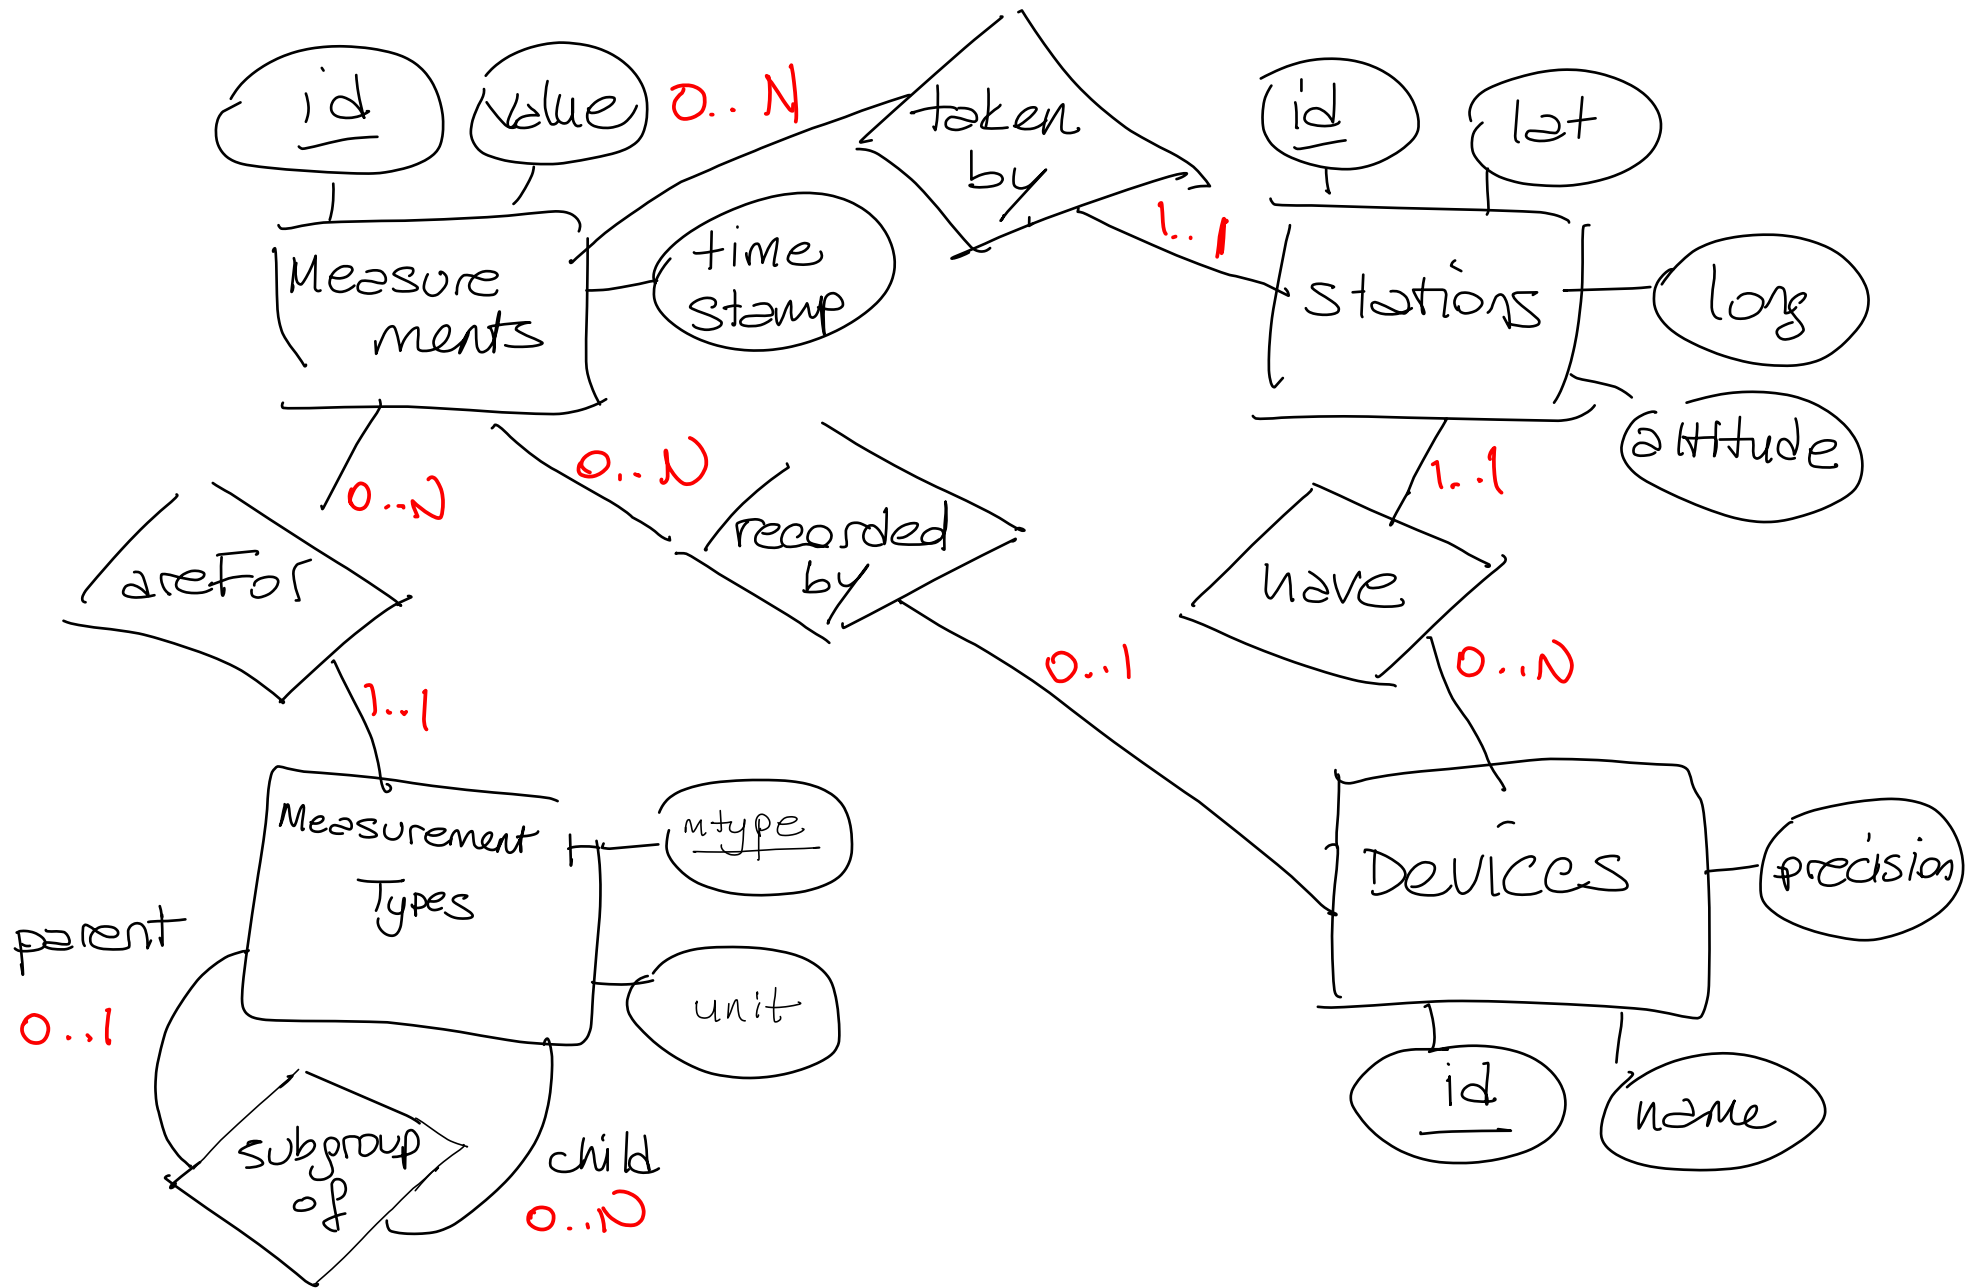 id
value
0..N
taken
by
id
lat
1..1
time
stamp
Measure
ments
stations
long
altitude
0..N
0..N
1..1
recorded
by
areFor
have
0..1
0..N
1..1
Measurement
Types
mtype
Devices
precision
parent
unit
0..1
id
name
subgroup
of
child
0..N